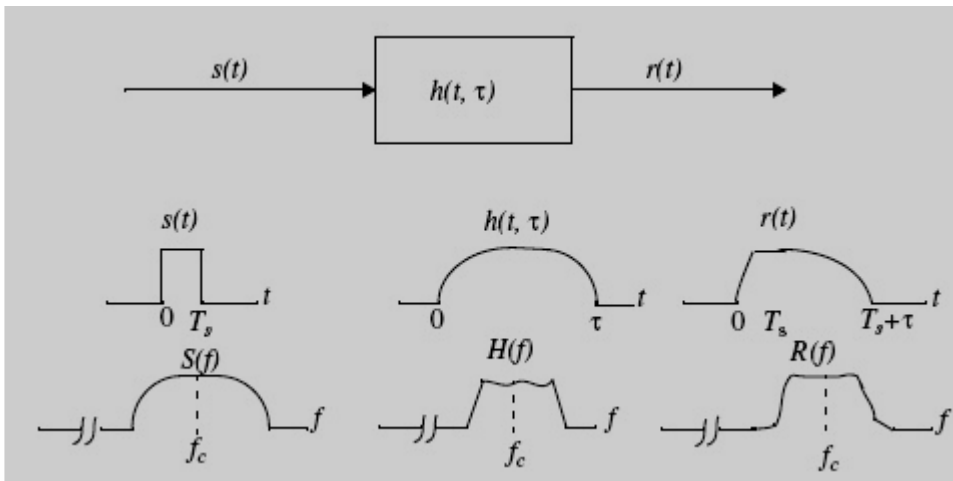 s(t)
h(t, τ)
r(t)
s(t)
h(t, τ)
r(t)
0 T_s t
0 τ t
0 T_s T_s+τ t
S(f)
H(f)
R(f)
f
f
f
f_c
f_c
f_c